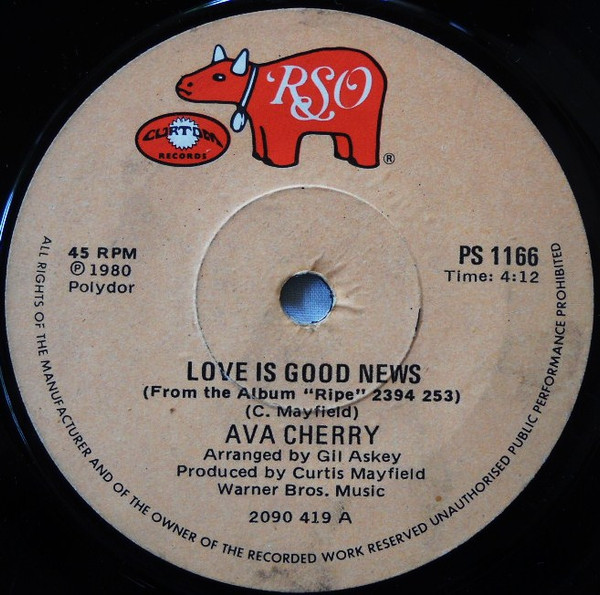 RSO
®
CURTOM
RECORDS
45 RPM
℗ 1980
Polydor
PS 1166
Time: 4:12
LOVE IS GOOD NEWS
(From the Album "Ripe" 2394 253)
(C. Mayfield)
AVA CHERRY
Arranged by Gil Askey
Produced by Curtis Mayfield
Warner Bros. Music
2090 419 A
ALL RIGHTS OF THE MANUFACTURER AND OF THE OWNER OF THE RECORDED WORK RESERVED UNAUTHORISED PUBLIC PERFORMANCE PROHIBITED